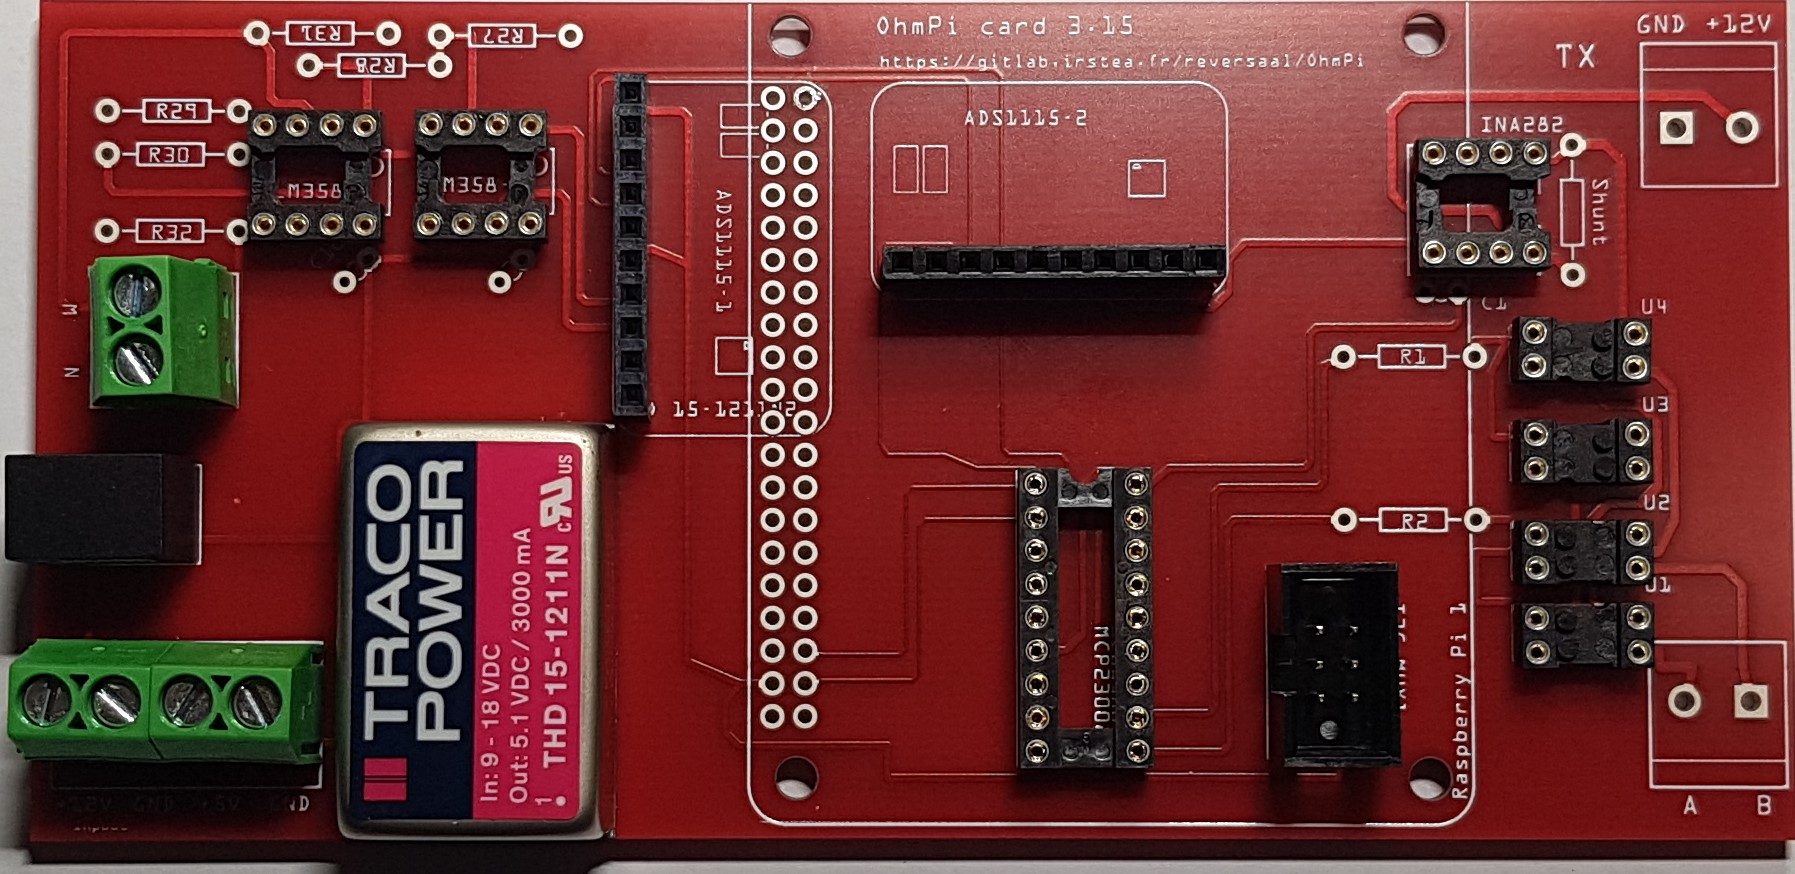 R31
R27
R28
OhmPi card 3.15
https://gitlab.irstea.fr/reversaal/OhmPi
TX
GND +12V
R29
R30
R32
M358
M358
ADS1115-2
ADS1115-1
INA282
Shunt
C1
U4
U3
U2
U1
M
N
R1
R2
TRACO
POWER
In: 9 - 18 VDC
Out: 5.1 VDC / 3000 mA
THD 15-1211N
1
c UL US
MCP2300
Raspberry Pi 1
A
B
+12V GND +5V GND